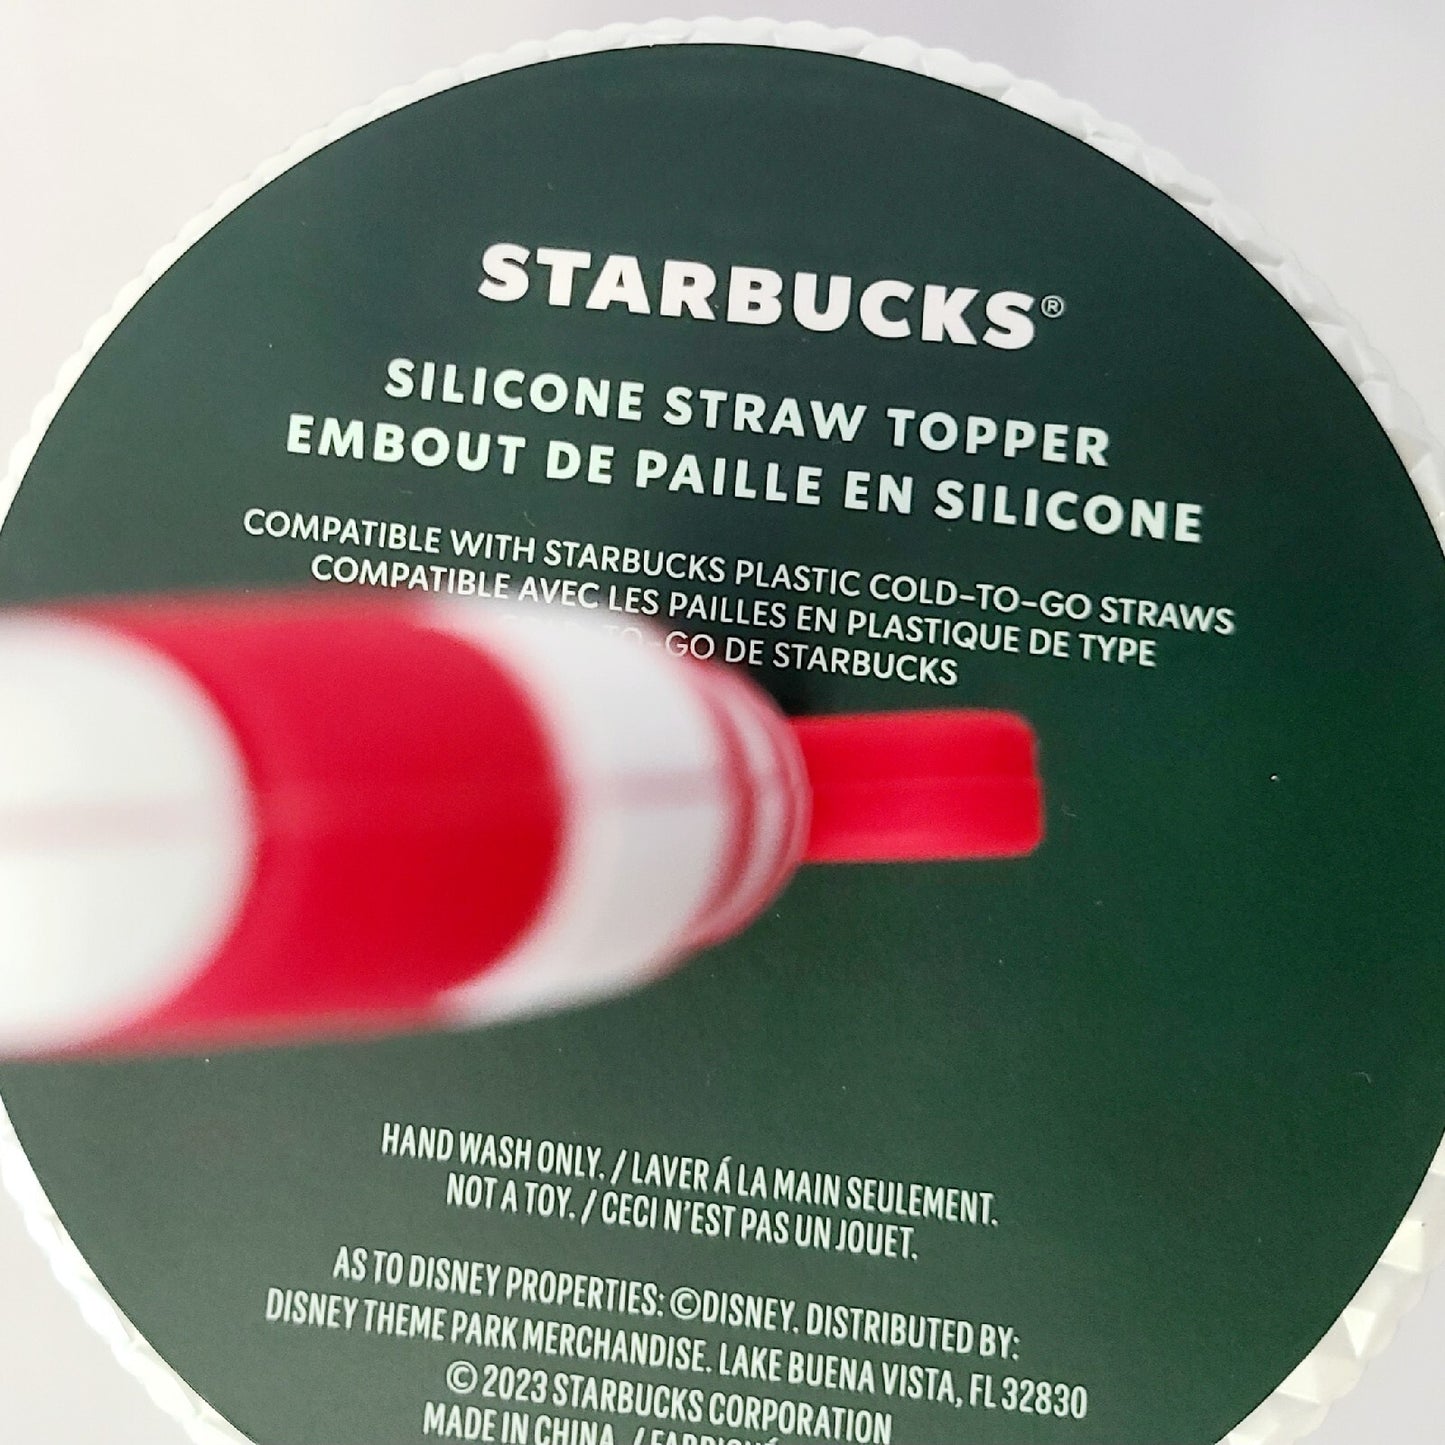 STARBUCKS®
SILICONE STRAW TOPPER
EMBOUT DE PAILLE EN SILICONE
COMPATIBLE WITH STARBUCKS PLASTIC COLD-TO-GO STRAWS
COMPATIBLE AVEC LES PAILLES EN PLASTIQUE DE TYPE
TO-GO DE STARBUCKS
HAND WASH ONLY. / LAVER Á LA MAIN SEULEMENT.
NOT A TOY. / CECI N'EST PAS UN JOUET.
AS TO DISNEY PROPERTIES: ©DISNEY. DISTRIBUTED BY:
DISNEY THEME PARK MERCHANDISE. LAKE BUENA VISTA, FL 32830
© 2023 STARBUCKS CORPORATION
MADE IN CHINA. /